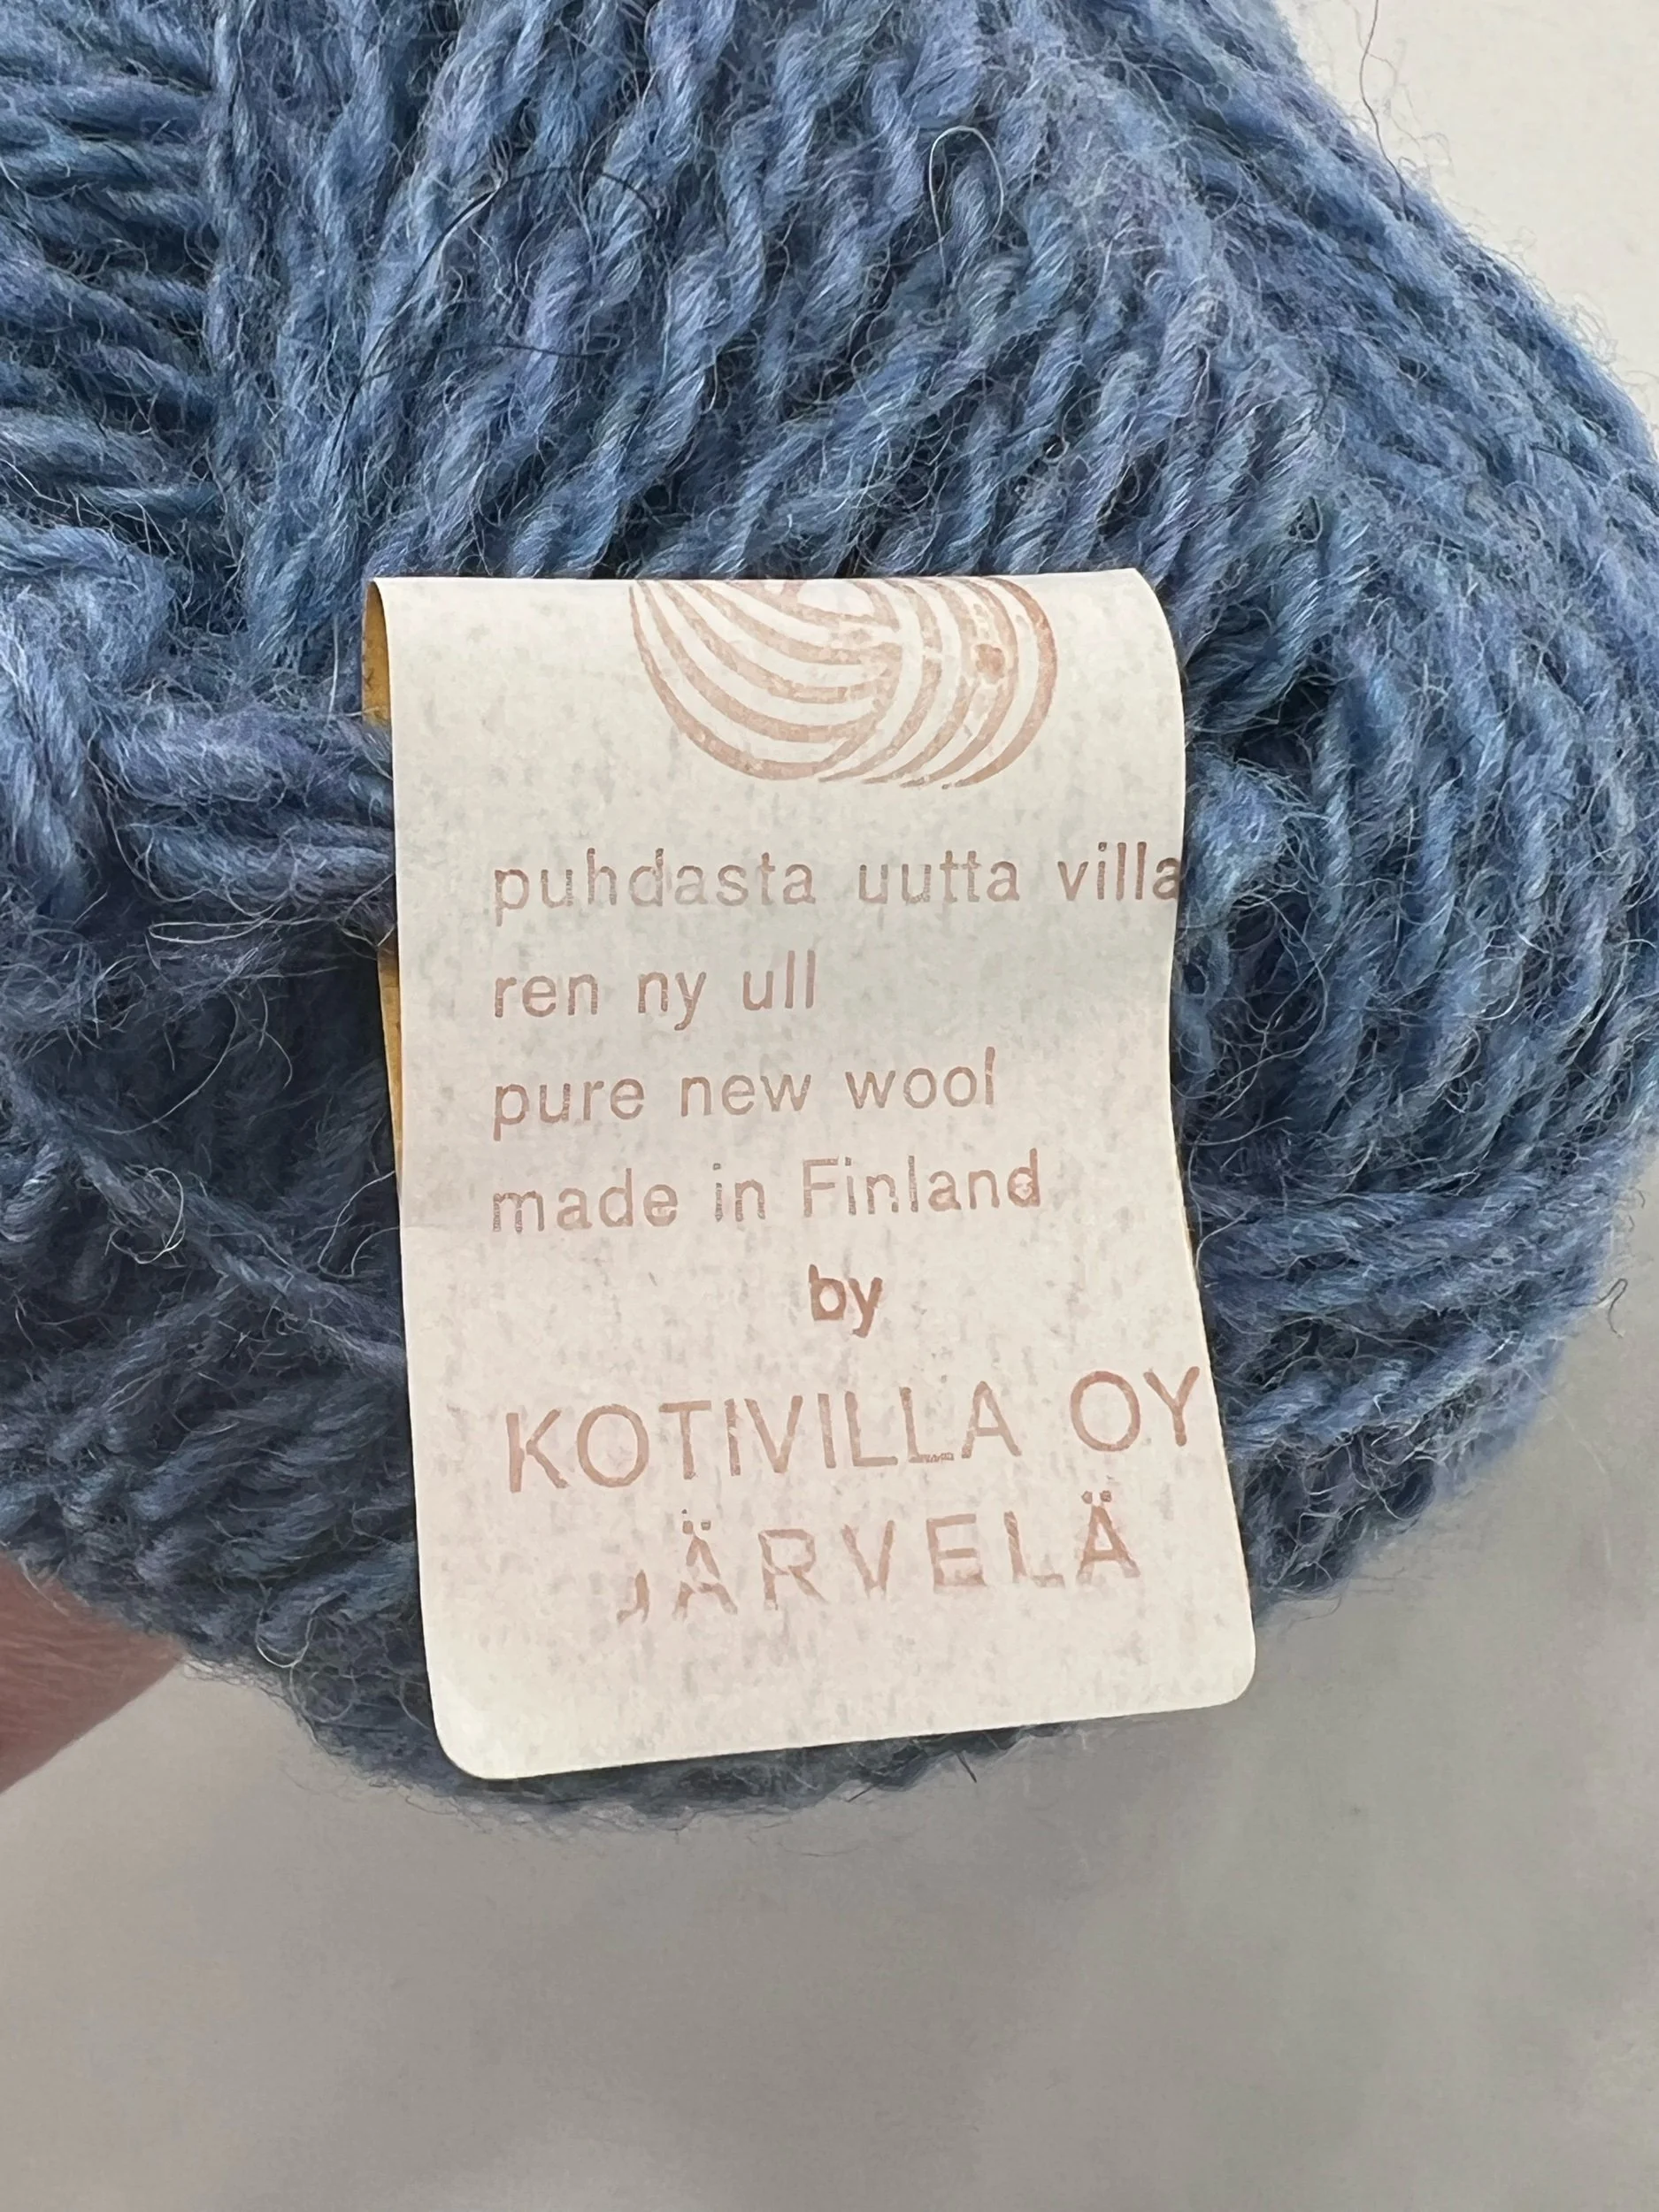 puhdasta uutta villa
ren ny ull
pure new wool
made in Finland
by
KOTIVILLA OY
JÄRVELÄ